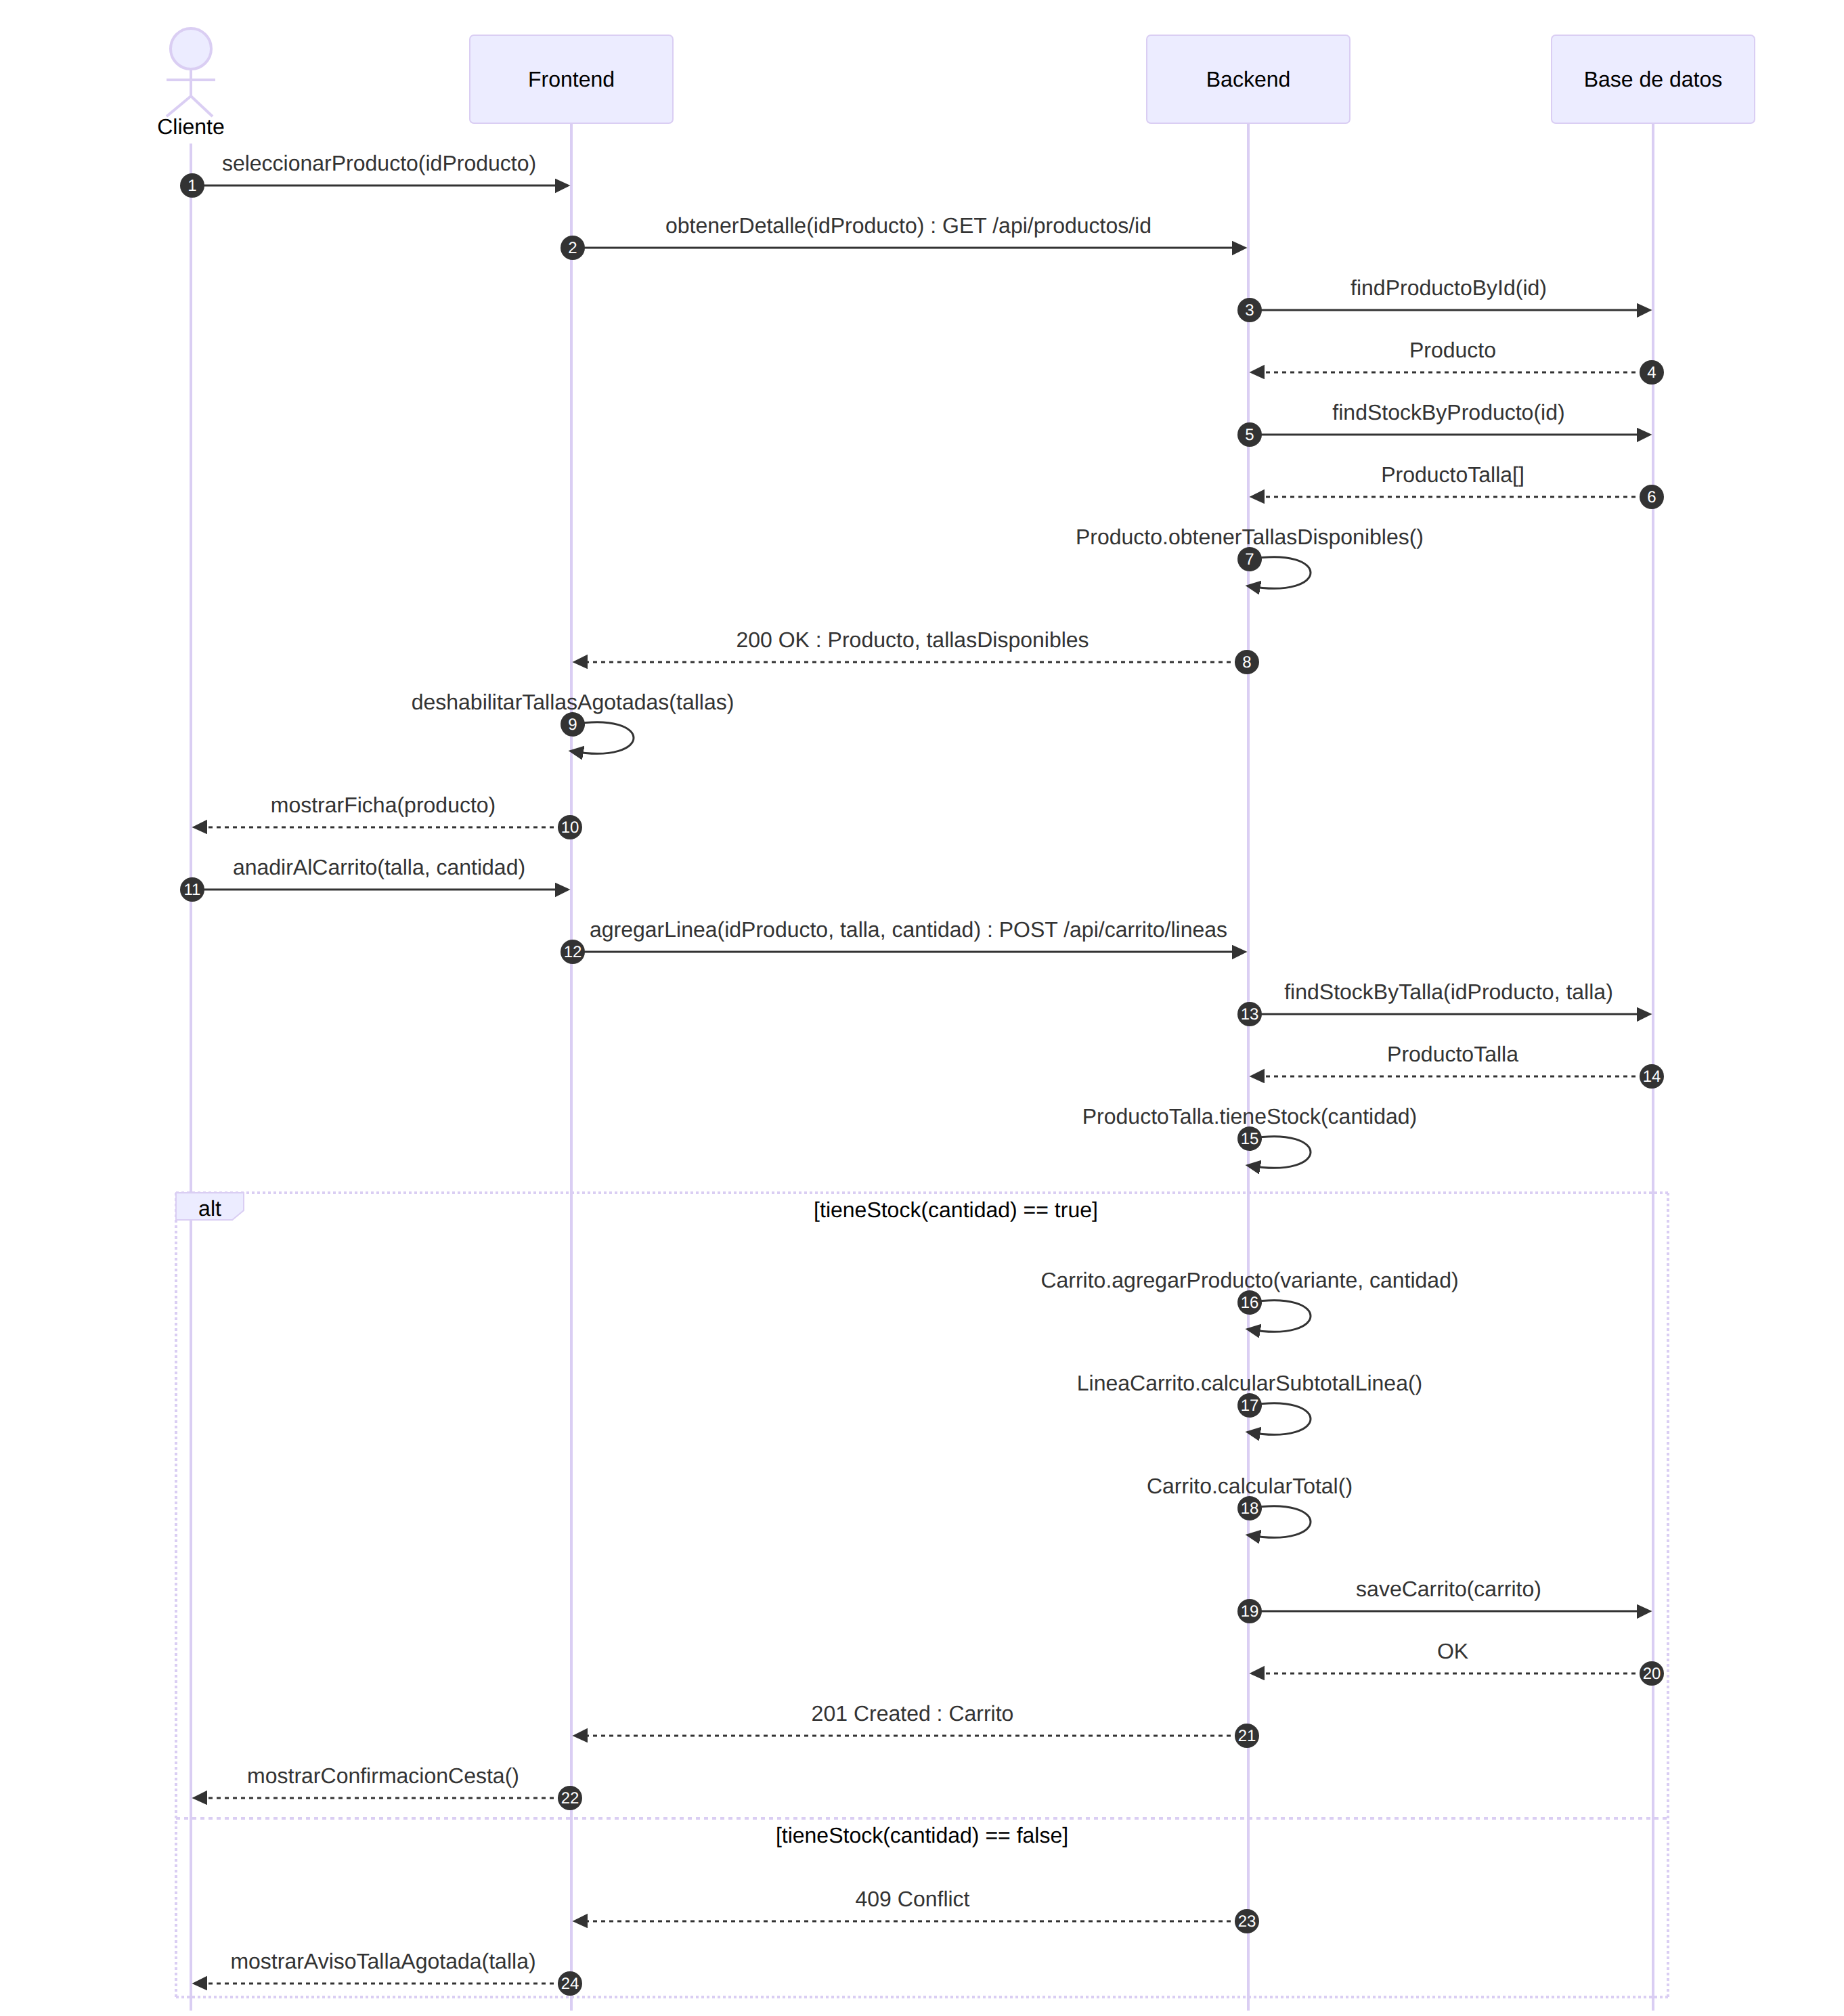 Cliente
Frontend
Backend
Base de datos
seleccionarProducto(idProducto)
1
obtenerDetalle(idProducto) : GET /api/productos/id
2
findProductoById(id)
3
Producto
4
findStockByProducto(id)
5
ProductoTalla[]
6
Producto.obtenerTallasDisponibles()
7
200 OK : Producto, tallasDisponibles
8
deshabilitarTallasAgotadas(tallas)
9
mostrarFicha(producto)
10
anadirAlCarrito(talla, cantidad)
11
agregarLinea(idProducto, talla, cantidad) : POST /api/carrito/lineas
12
findStockByTalla(idProducto, talla)
13
ProductoTalla
14
ProductoTalla.tieneStock(cantidad)
15
alt
[tieneStock(cantidad) == true]
Carrito.agregarProducto(variante, cantidad)
16
LineaCarrito.calcularSubtotalLinea()
17
Carrito.calcularTotal()
18
saveCarrito(carrito)
19
OK
20
201 Created : Carrito
21
mostrarConfirmacionCesta()
22
[tieneStock(cantidad) == false]
409 Conflict
23
mostrarAvisoTallaAgotada(talla)
24